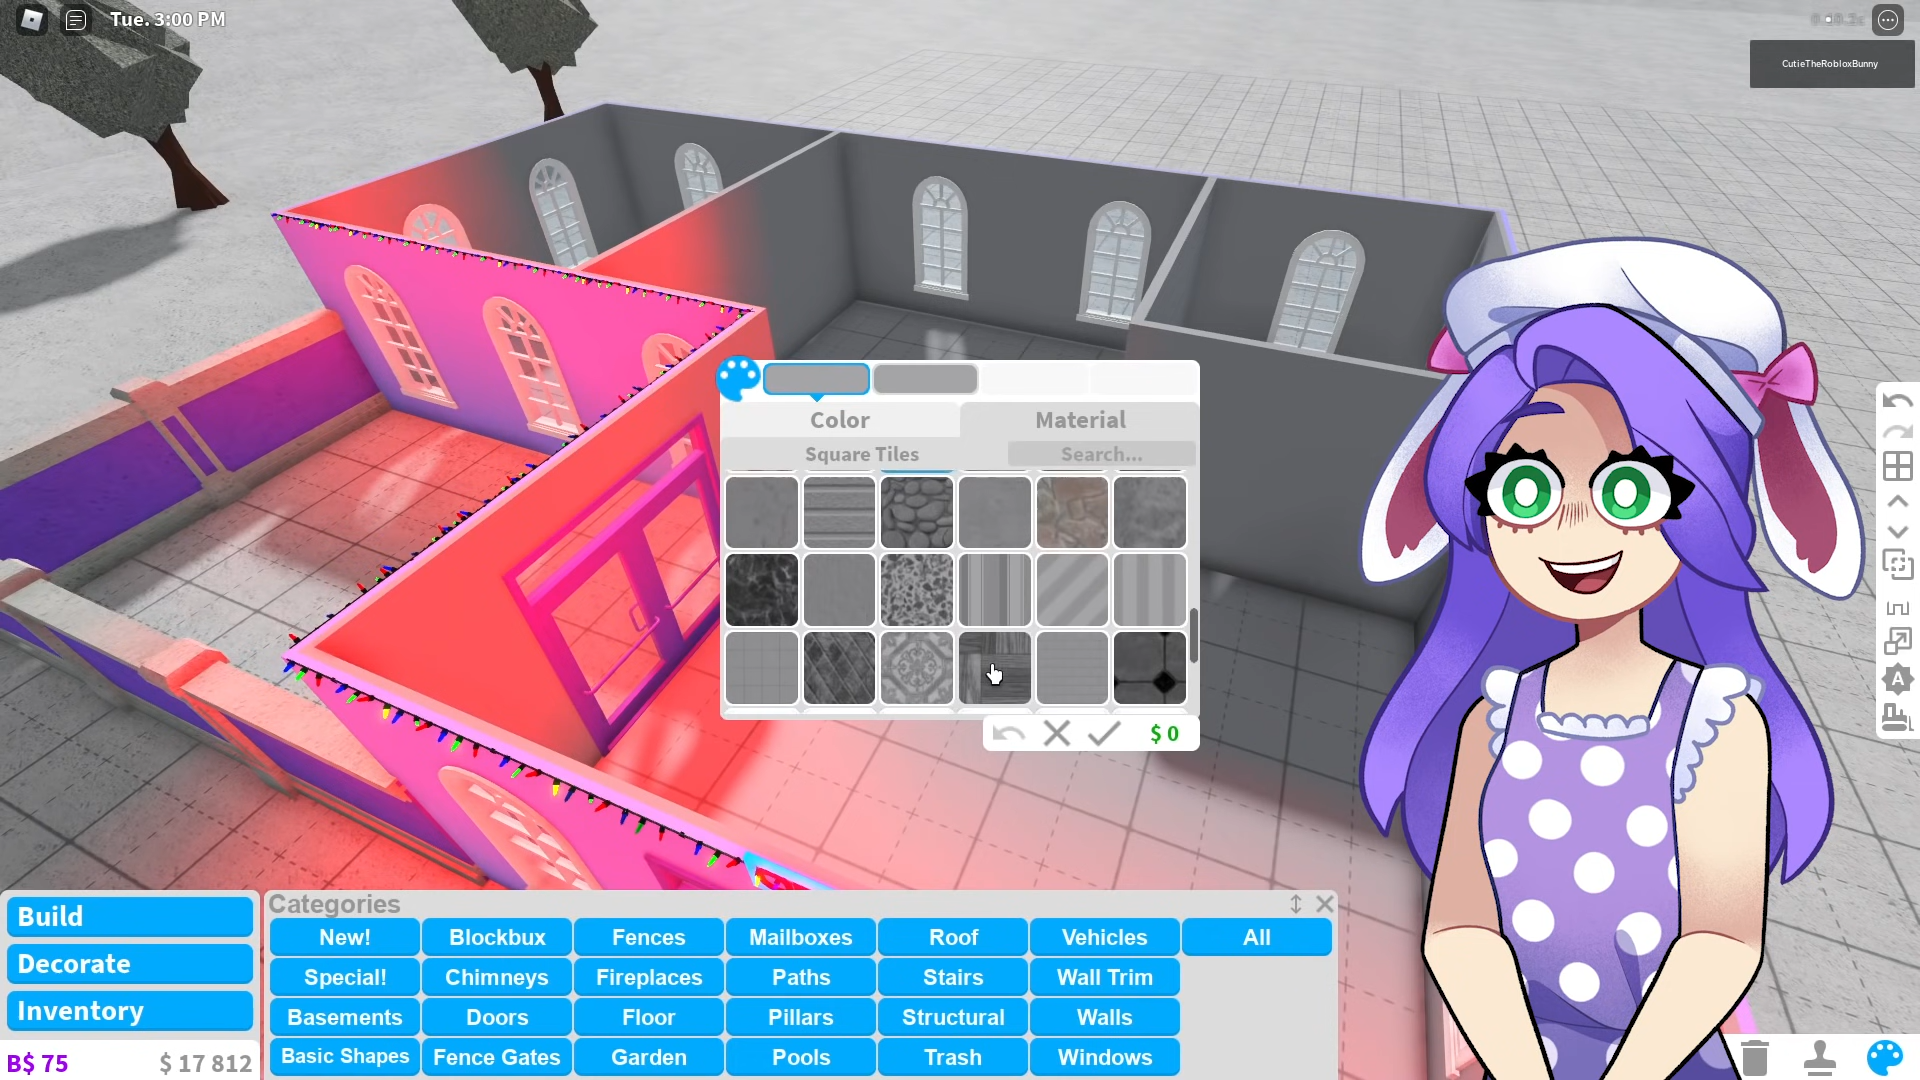 Tue. 3:00 PM
CutieTheRobloxBunny
Color
Material
Square Tiles
Search...
$ 0
Build
Decorate
Inventory
B$ 75
$ 17 812
Categories
New!
Blockbux
Fences
Mailboxes
Roof
Vehicles
All
Special!
Chimneys
Fireplaces
Paths
Stairs
Wall Trim
Basements
Doors
Floor
Pillars
Structural
Walls
Basic Shapes
Fence Gates
Garden
Pools
Trash
Windows
A